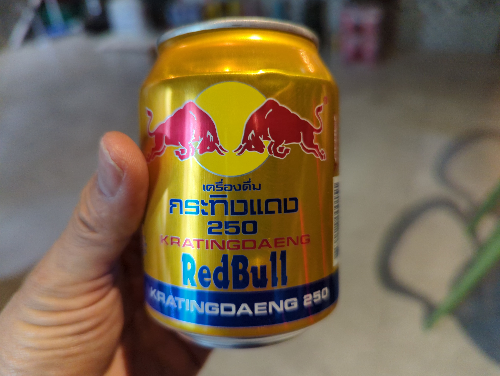 เครื่องดื่ม
กระทิงแดง
250
KRATINGDAENG
RedBull
KRATINGDAENG 250